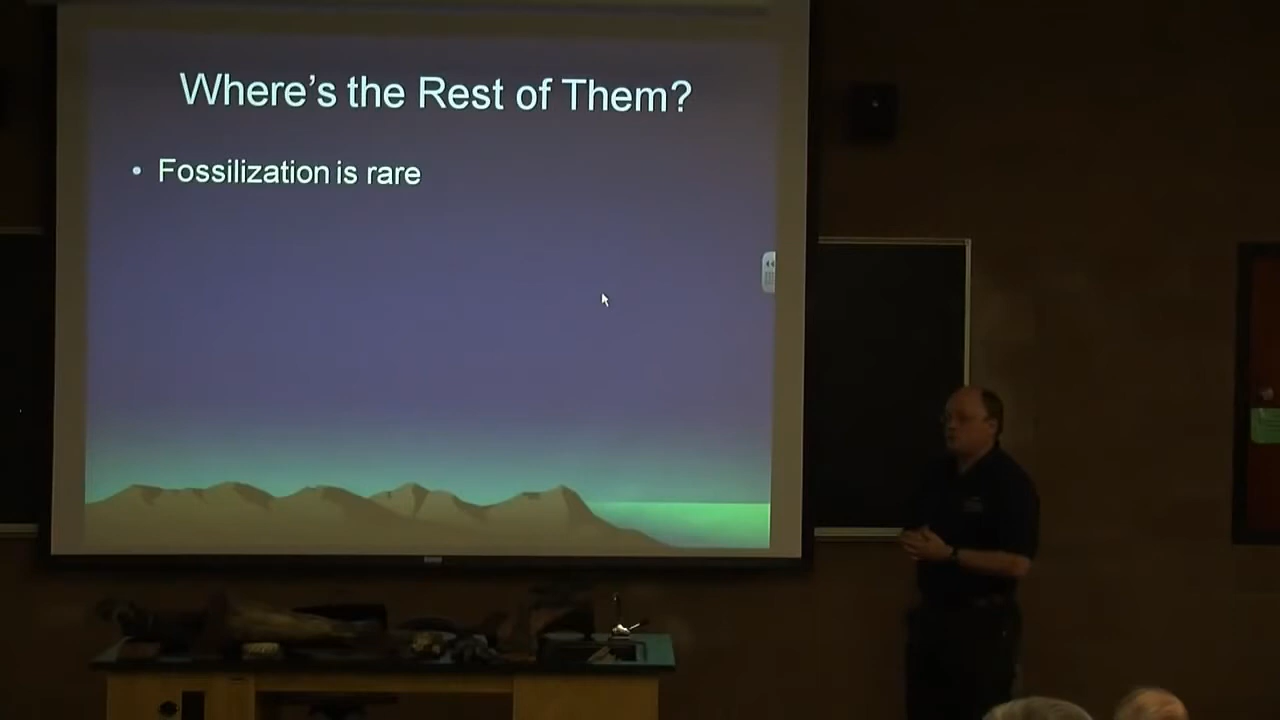 Where's the Rest of Them?
• Fossilization is rare